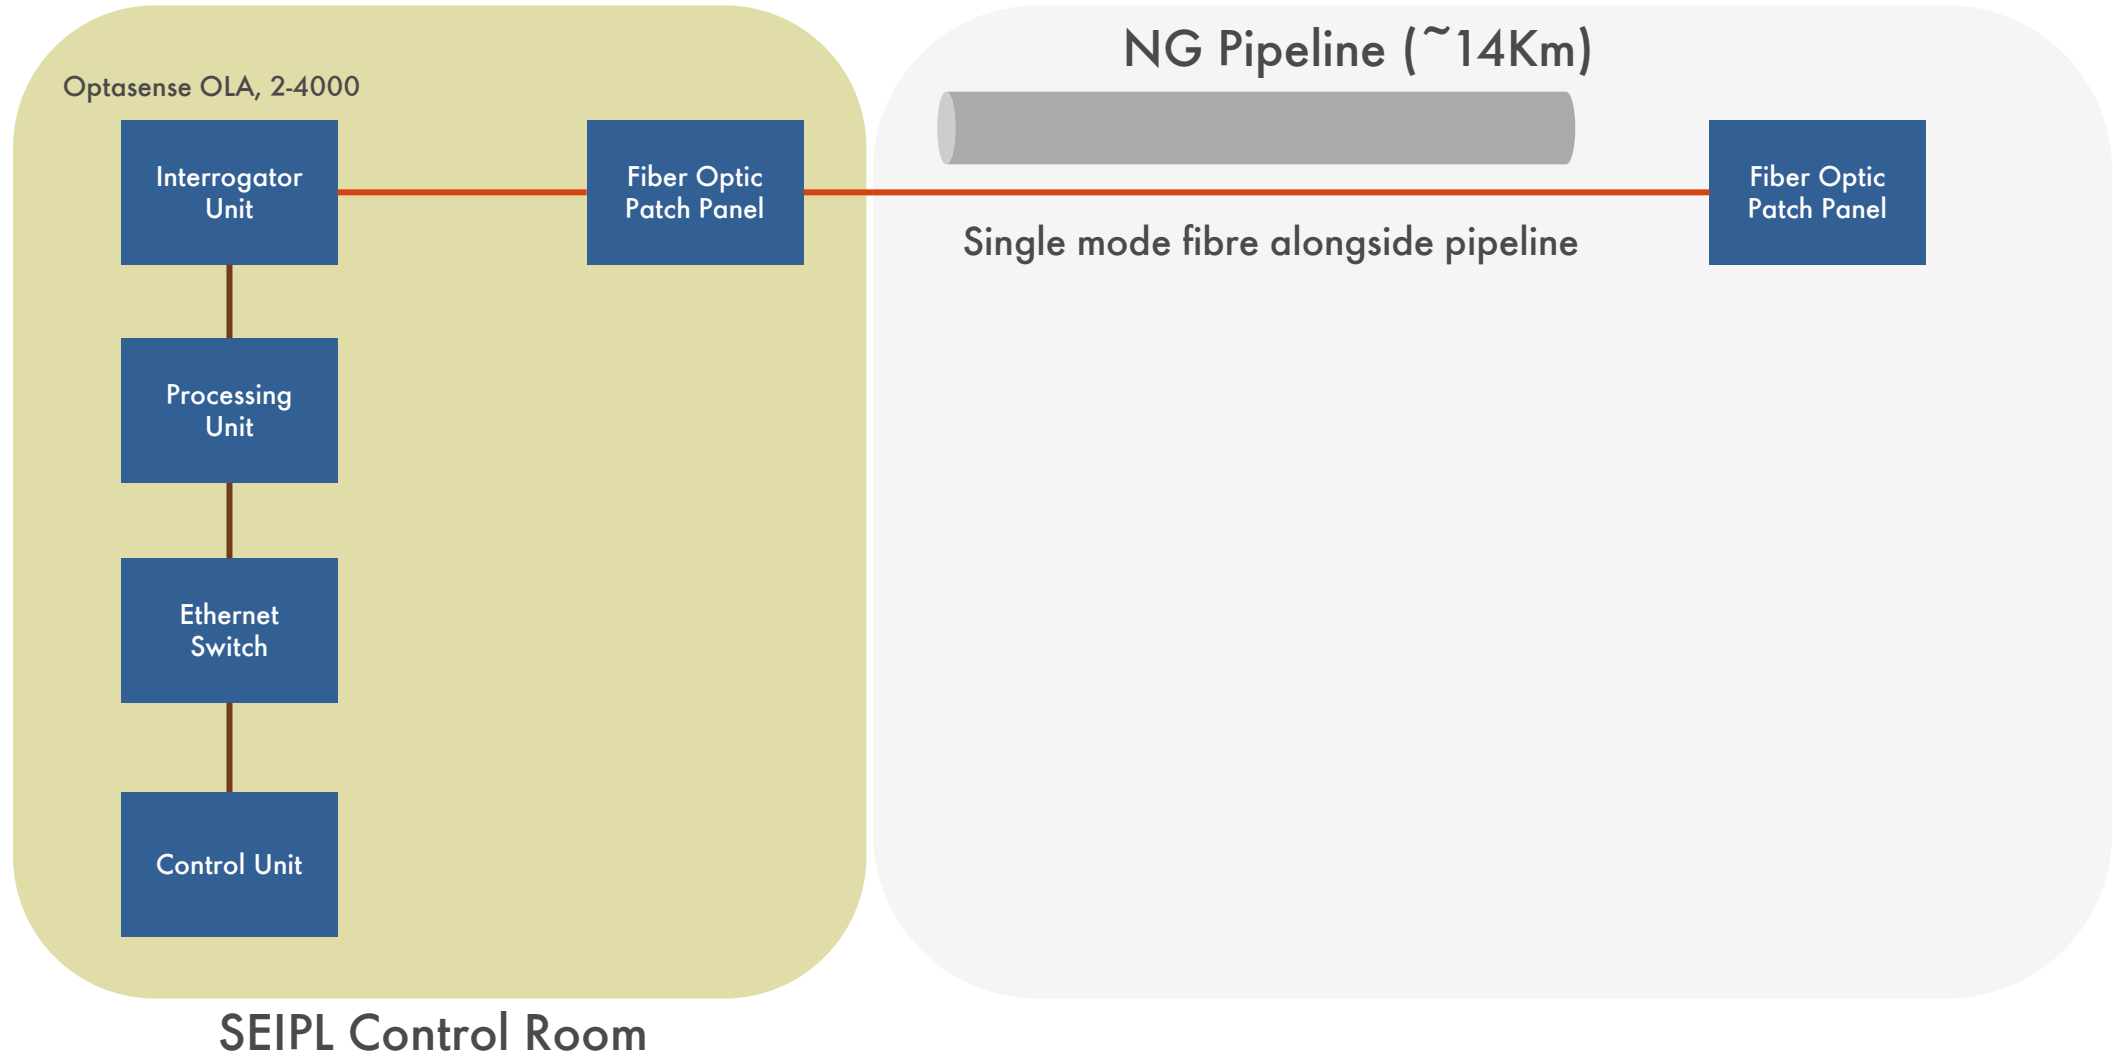 NG Pipeline (~14Km)
Optasense OLA, 2-4000
Interrogator
Unit
Fiber Optic
Patch Panel
Fiber Optic
Patch Panel
Single mode fibre alongside pipeline
Processing
Unit
Ethernet
Switch
Control Unit
SEIPL Control Room